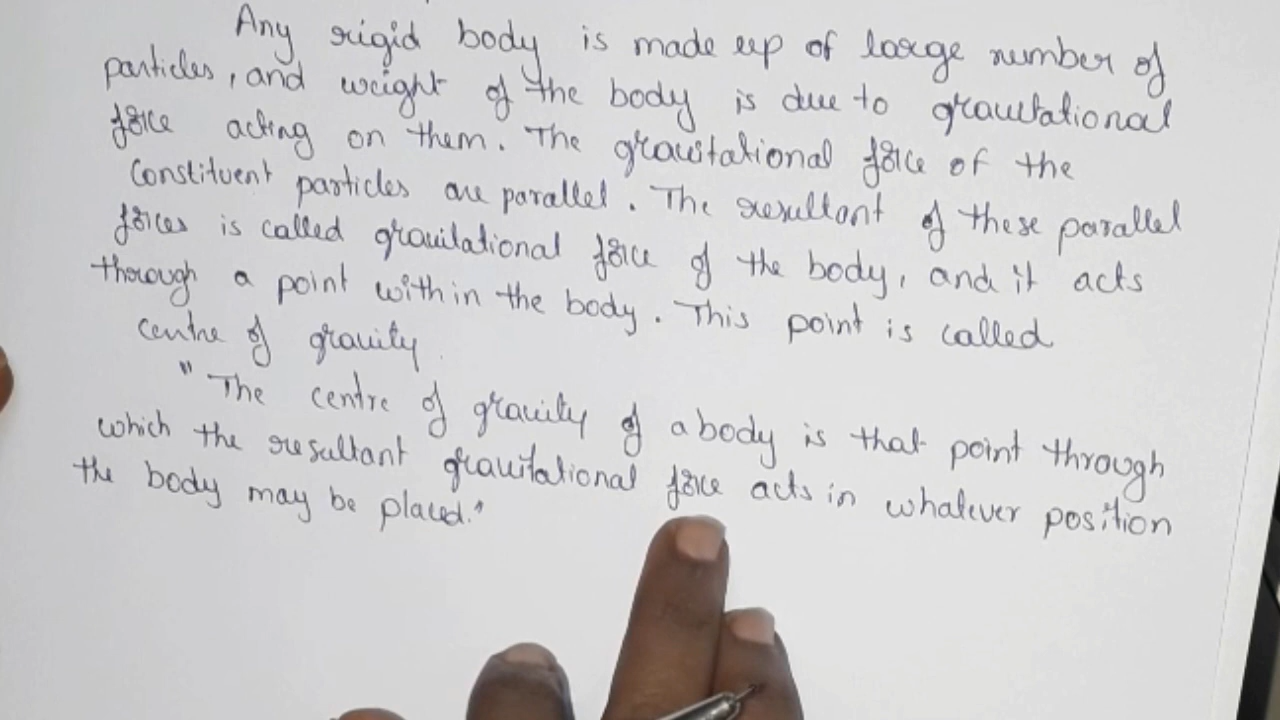 Any rigid body is made up of large number of
particles, and weight of the body is due to gravitational
force acting on them. The gravitational force of the
Constituent particles are parallel. The resultant of these parallel
forces is called gravitational force of the body, and it acts
through a point within the body. This point is called
centre of gravity.
"The centre of gravity of a body is that point through
which the resultant gravitational force acts in whatever position
the body may be placed."